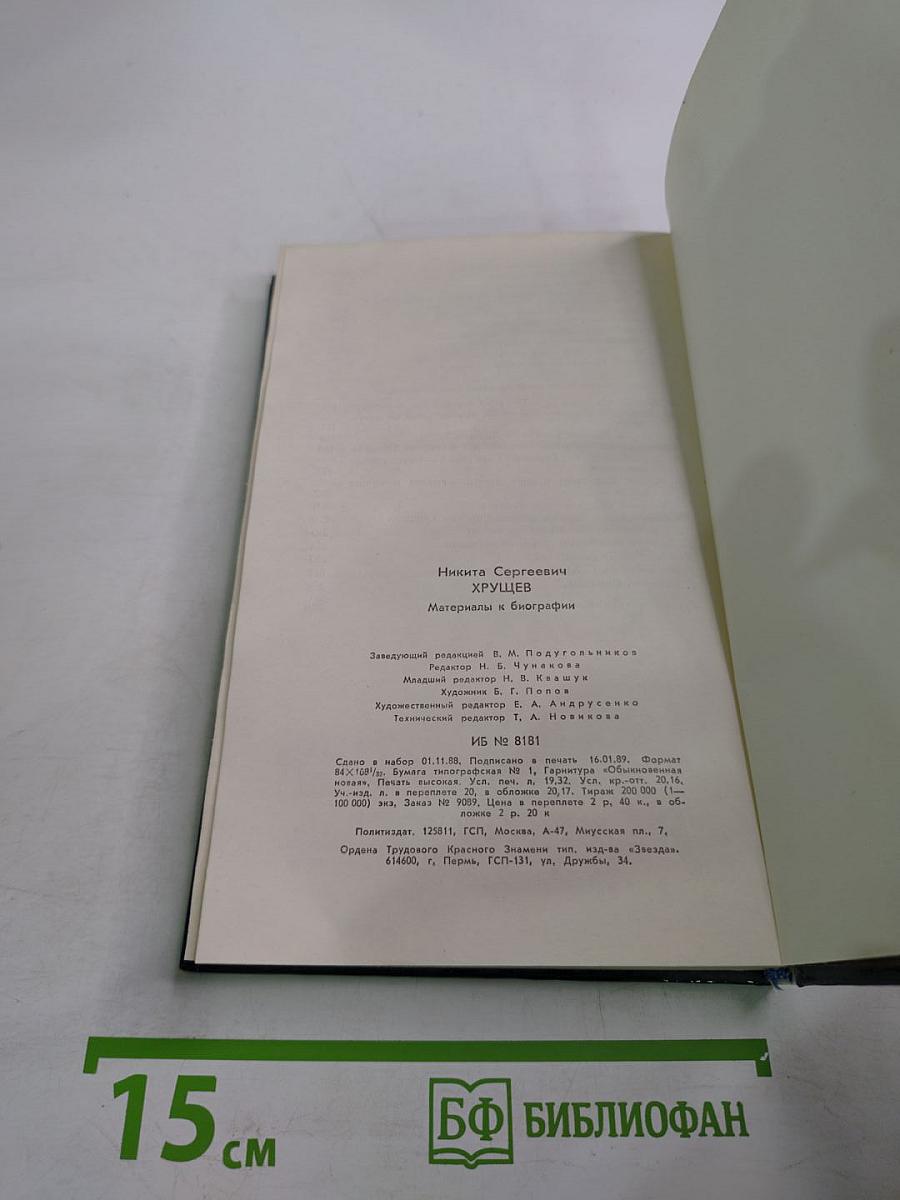 Никита Сергеевич
ХРУЩЕВ
Материалы к биографии
Заведующий редакцией В. М. Подугольников
Редактор Н. Б. Чунакова
Младший редактор Н. В. Квашук
Художник Б. Г. Попов
Художественный редактор Е. А. Андрусенко
Технический редактор Т. А. Новикова
ИБ № 8181
Сдано в набор 01.11.88. Подписано в печать 16.01.89. Формат
84×108¹/₃₂. Бумага типографская № 1, Гарнитура «Обыкновенная
новая», Печать высокая. Усл. печ. л. 19,32. Усл. кр.-отт. 20,16.
Уч.-изд. л. в переплете 20, в обложке 20,17. Тираж 200 000 (1—
100 000) экз, Заказ № 9089, Цена в переплете 2 р, 40 к., в об-
ложке 2 р. 20 к
Политиздат. 125811, ГСП, Москва, А-47, Миусская пл., 7,
Ордена Трудового Красного Знамени тип. изд-ва «Звезда».
614600, г, Пермь, ГСП-131, ул, Дружбы, 34.
15 см
БФ БИБЛИОФАН